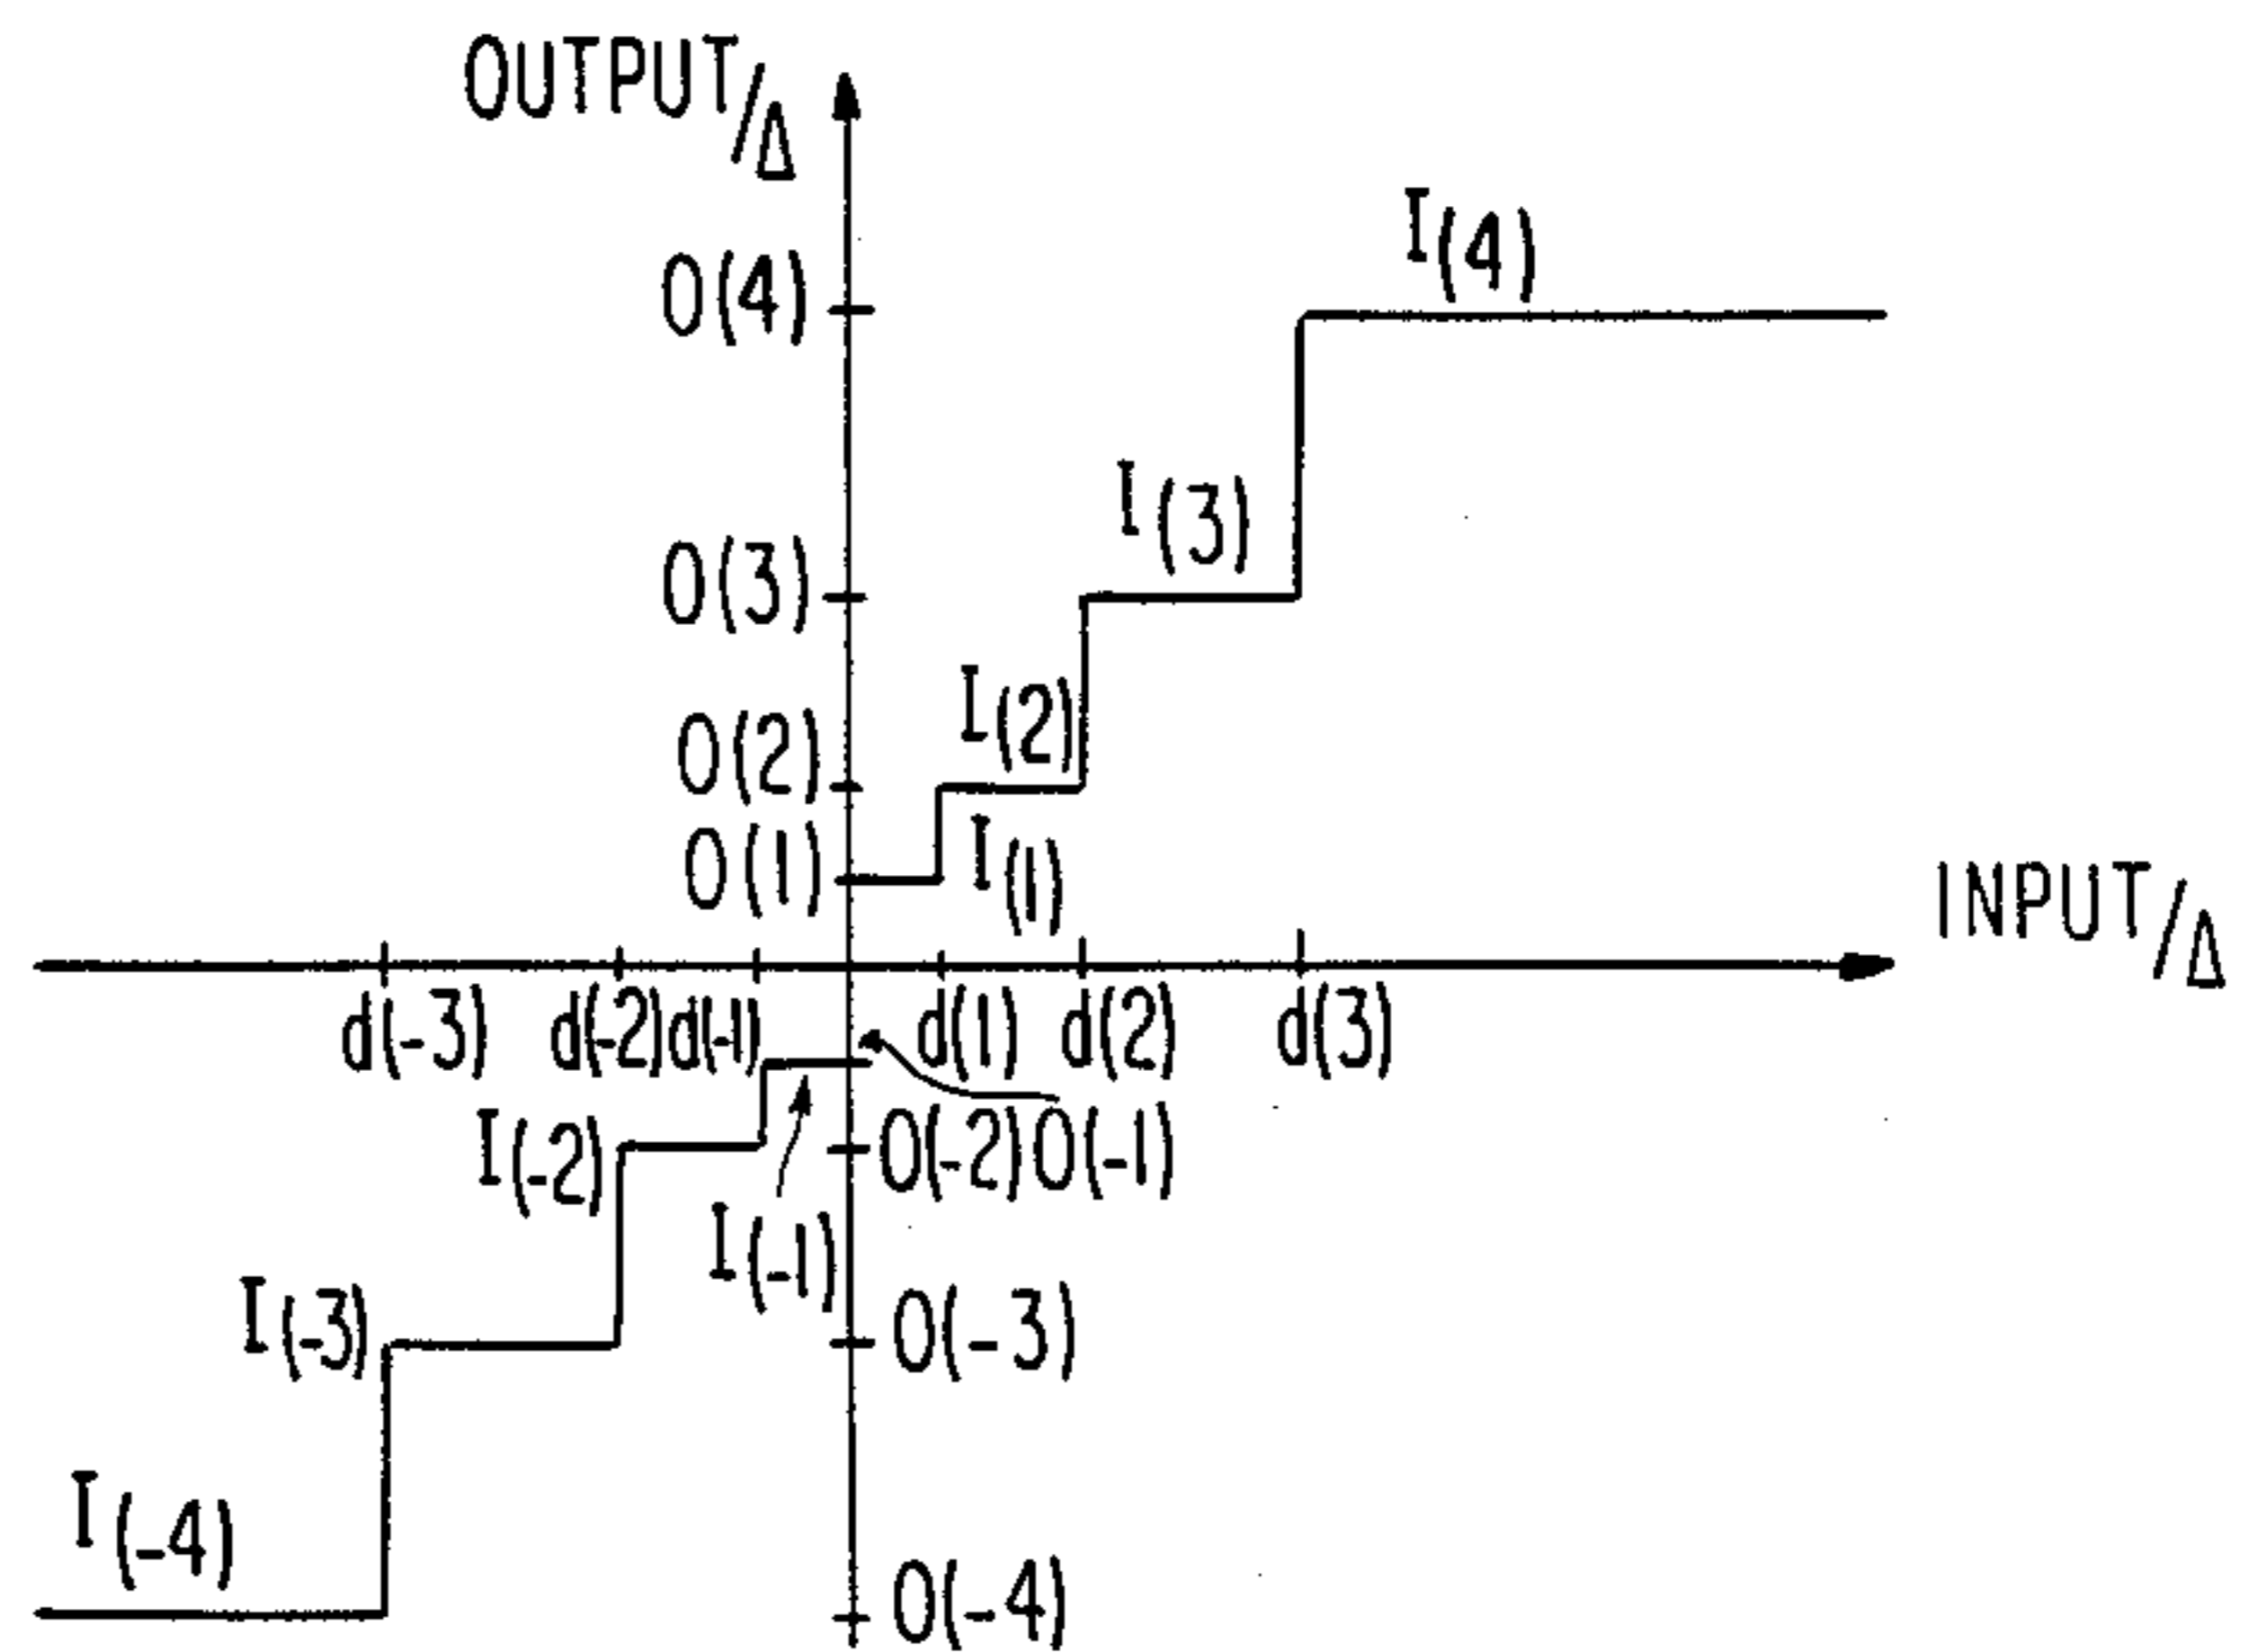 OUTPUT/Δ
I(4)
O(4)
I(3)
O(3)
I(2)
O(2)
I(1)
O(1)
INPUT/Δ
d(-3) d(-2) d(-1) d(1) d(2) d(3)
I(-2)
O(-2) O(-1)
I(-1)
I(-3)
O(-3)
I(-4)
O(-4)